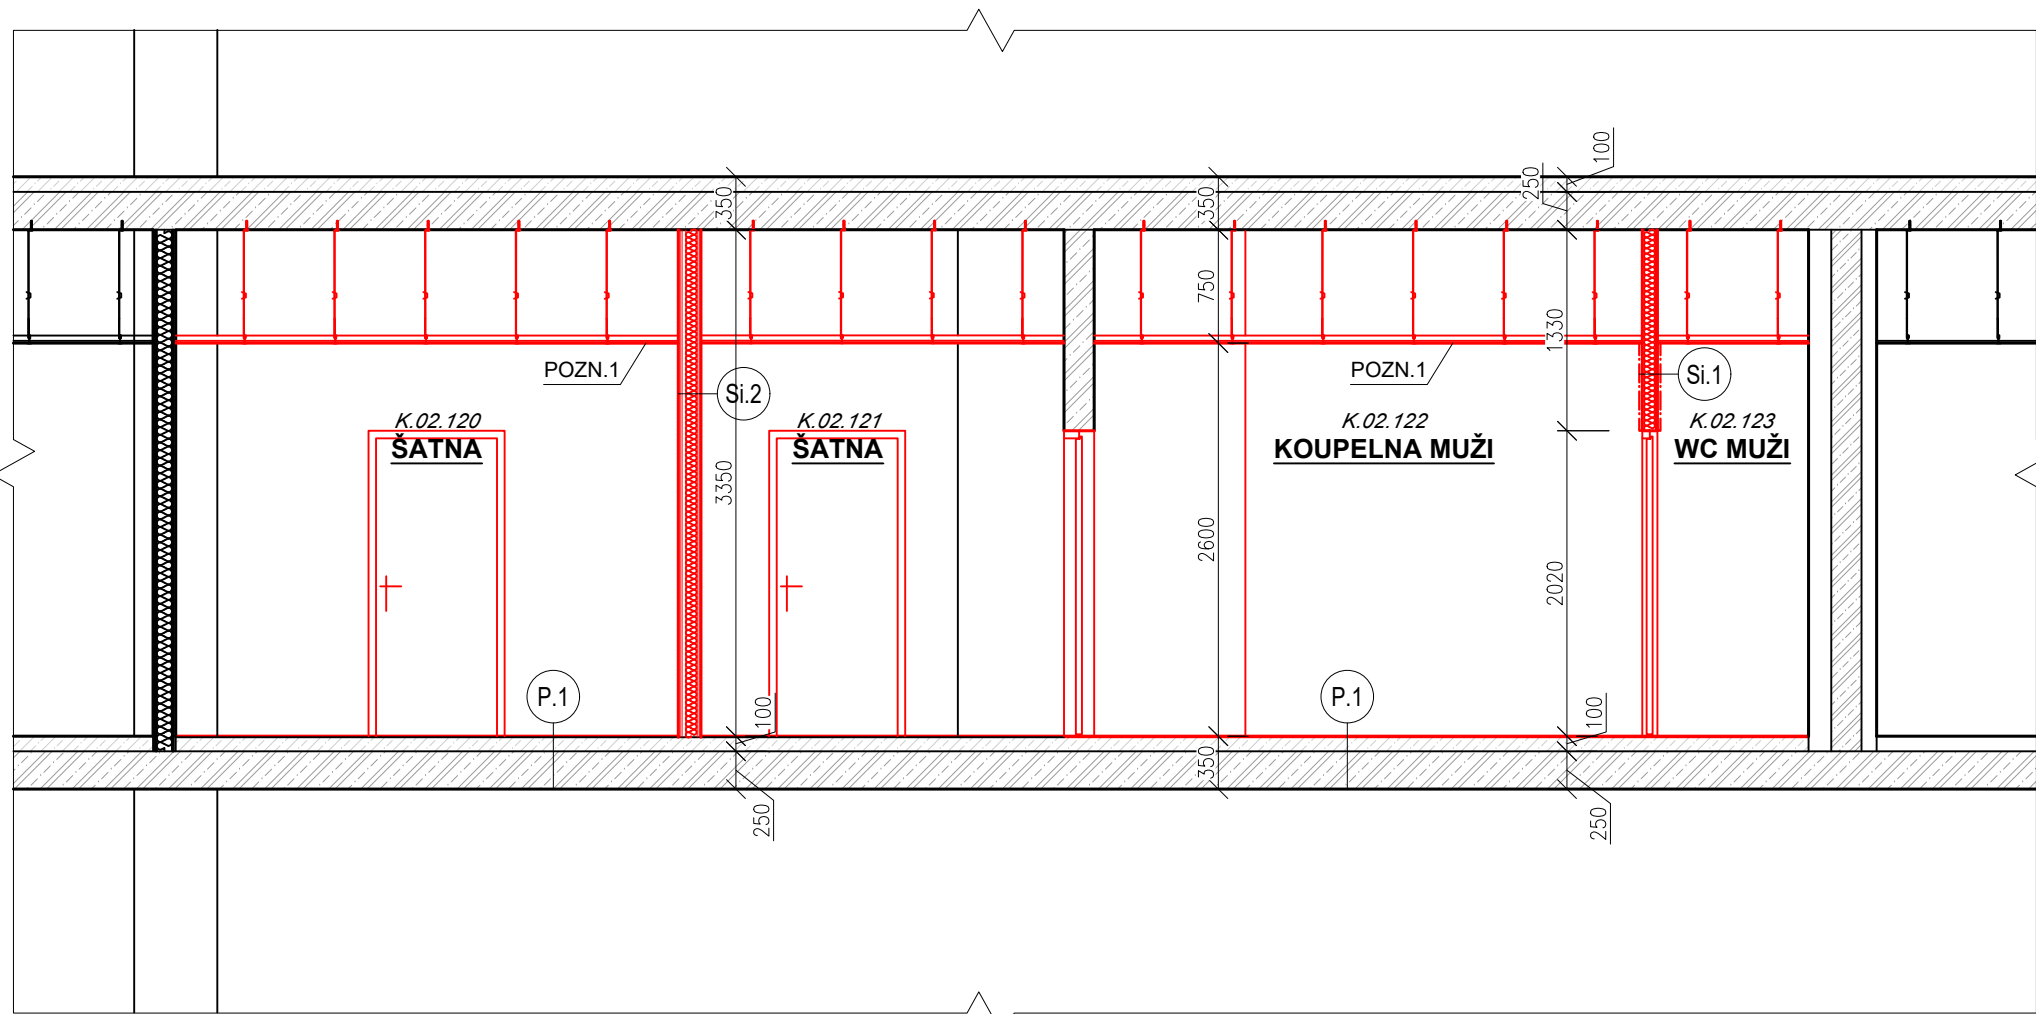 100
250
350
350
750
1330
POZN.1
POZN.1
Si.2
Si.1
K.02.120
ŠATNA
K.02.121
ŠATNA
K.02.122
KOUPELNA MUŽI
K.02.123
WC MUŽI
3350
2600
2020
P.1
P.1
100
100
350
250
250